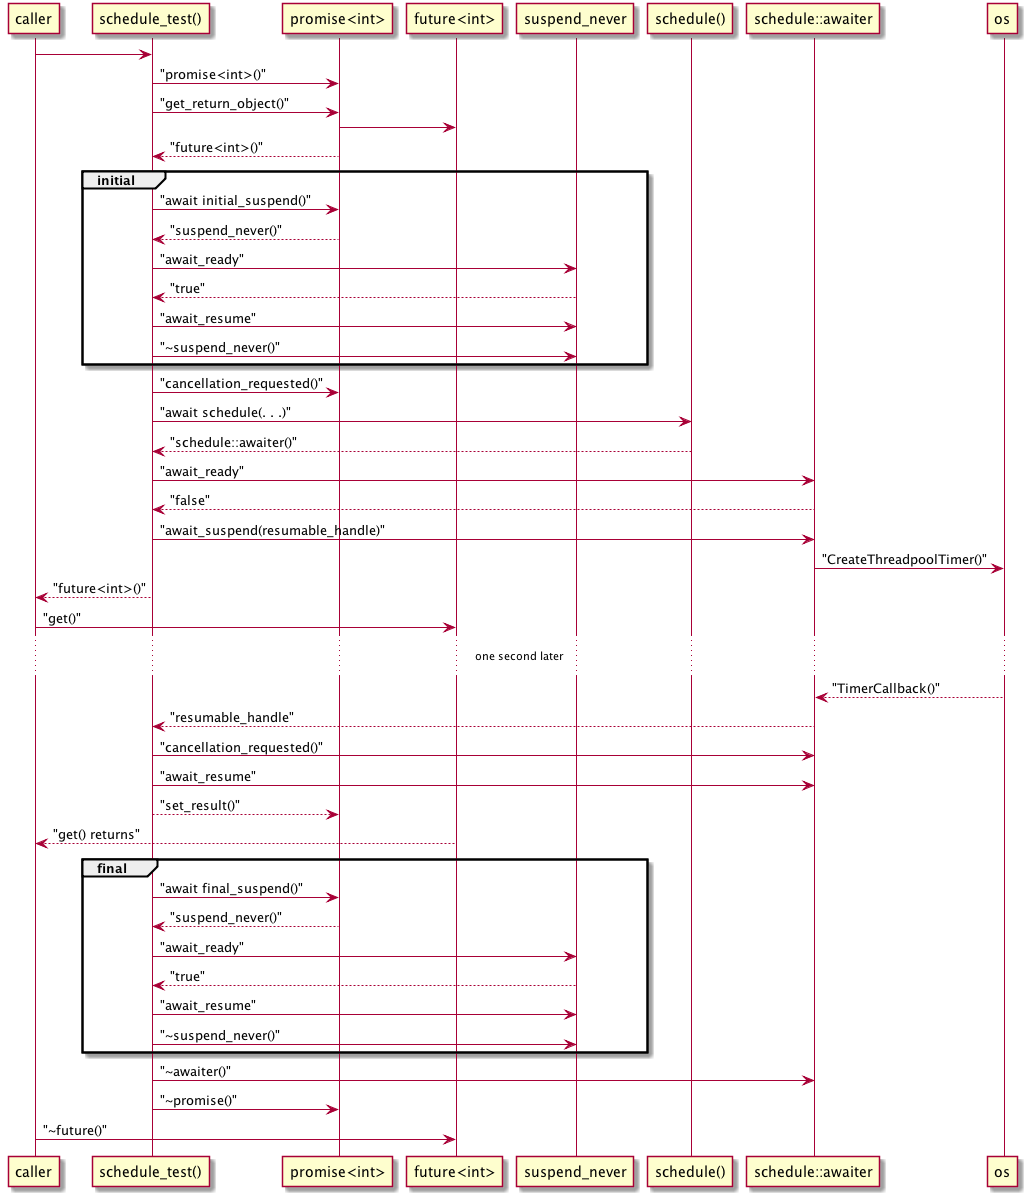 caller schedule_test() promise<int> future<int> suspend_never schedule() schedule::awaiter os
"promise<int>()"
"get_return_object()"
"future<int>()"
initial
"await initial_suspend()"
"suspend_never()"
"await_ready"
"true"
"await_resume"
"~suspend_never()"
"cancellation_requested()"
"await schedule(. . .)"
"schedule::awaiter()"
"await_ready"
"false"
"await_suspend(resumable_handle)"
"CreateThreadpoolTimer()"
"future<int>()"
"get()"
one second later
"TimerCallback()"
"resumable_handle"
"cancellation_requested()"
"await_resume"
"set_result()"
"get() returns"
final
"await final_suspend()"
"suspend_never()"
"await_ready"
"true"
"await_resume"
"~suspend_never()"
"~awaiter()"
"~promise()"
"~future()"
caller schedule_test() promise<int> future<int> suspend_never schedule() schedule::awaiter os